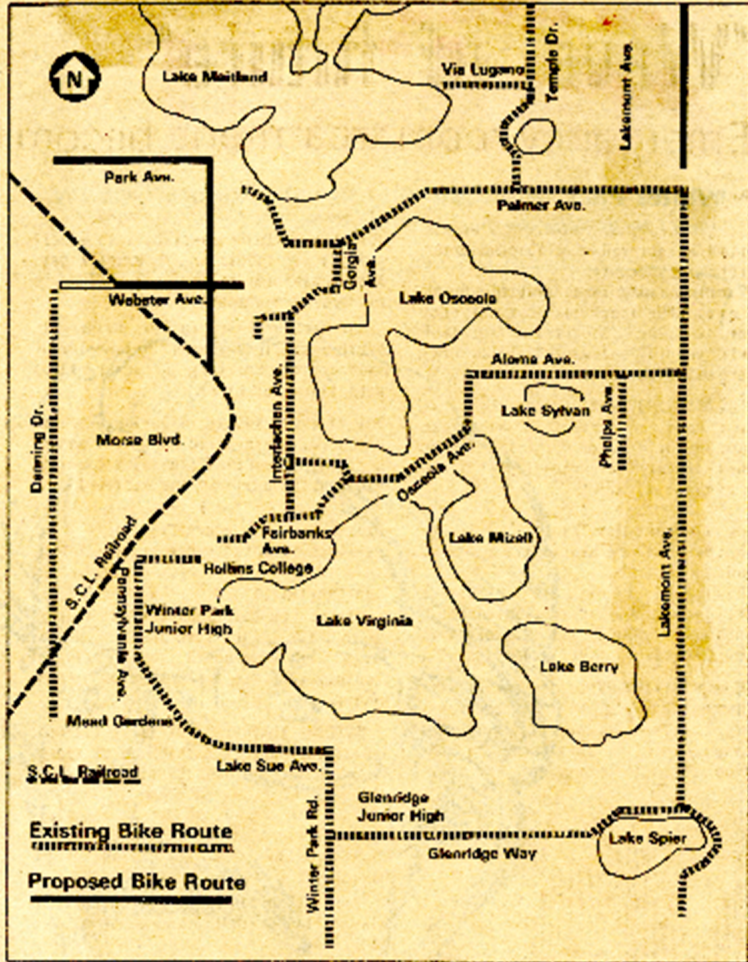 N
Lake Maitland
Via Lugano
Temple Dr.
Lakemont Ave.
Park Ave.
Palmer Ave.
Gorgia
Ave.
Lake Osceola
Webster Ave.
Aloma Ave.
Lake Sylvan
Phelps Ave.
Interlachen Ave.
Denning Dr.
Morse Blvd.
Osceola Ave.
Fairbanks
Ave.
Lake Mizell
Rollins College
S.C.L. Railroad
Pennsylvania Ave.
Winter Park
Junior High
Lake Virginia
Lakemont Ave.
Lake Berry
Mead Gardens
Lake Sue Ave.
S.C.L. Railroad
Winter Park Rd.
Glenridge
Junior High
Existing Bike Route
Glenridge Way
Lake Spier
Proposed Bike Route